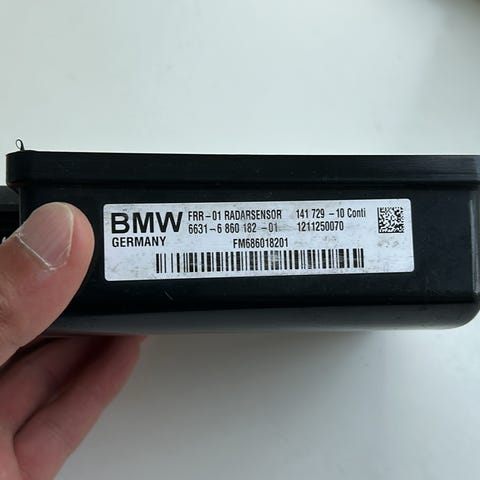 BMW FRR-01 RADARSENSOR 141 729-10 Conti
GERMANY 6631-6 860 182-01 1211250070
FM686018201